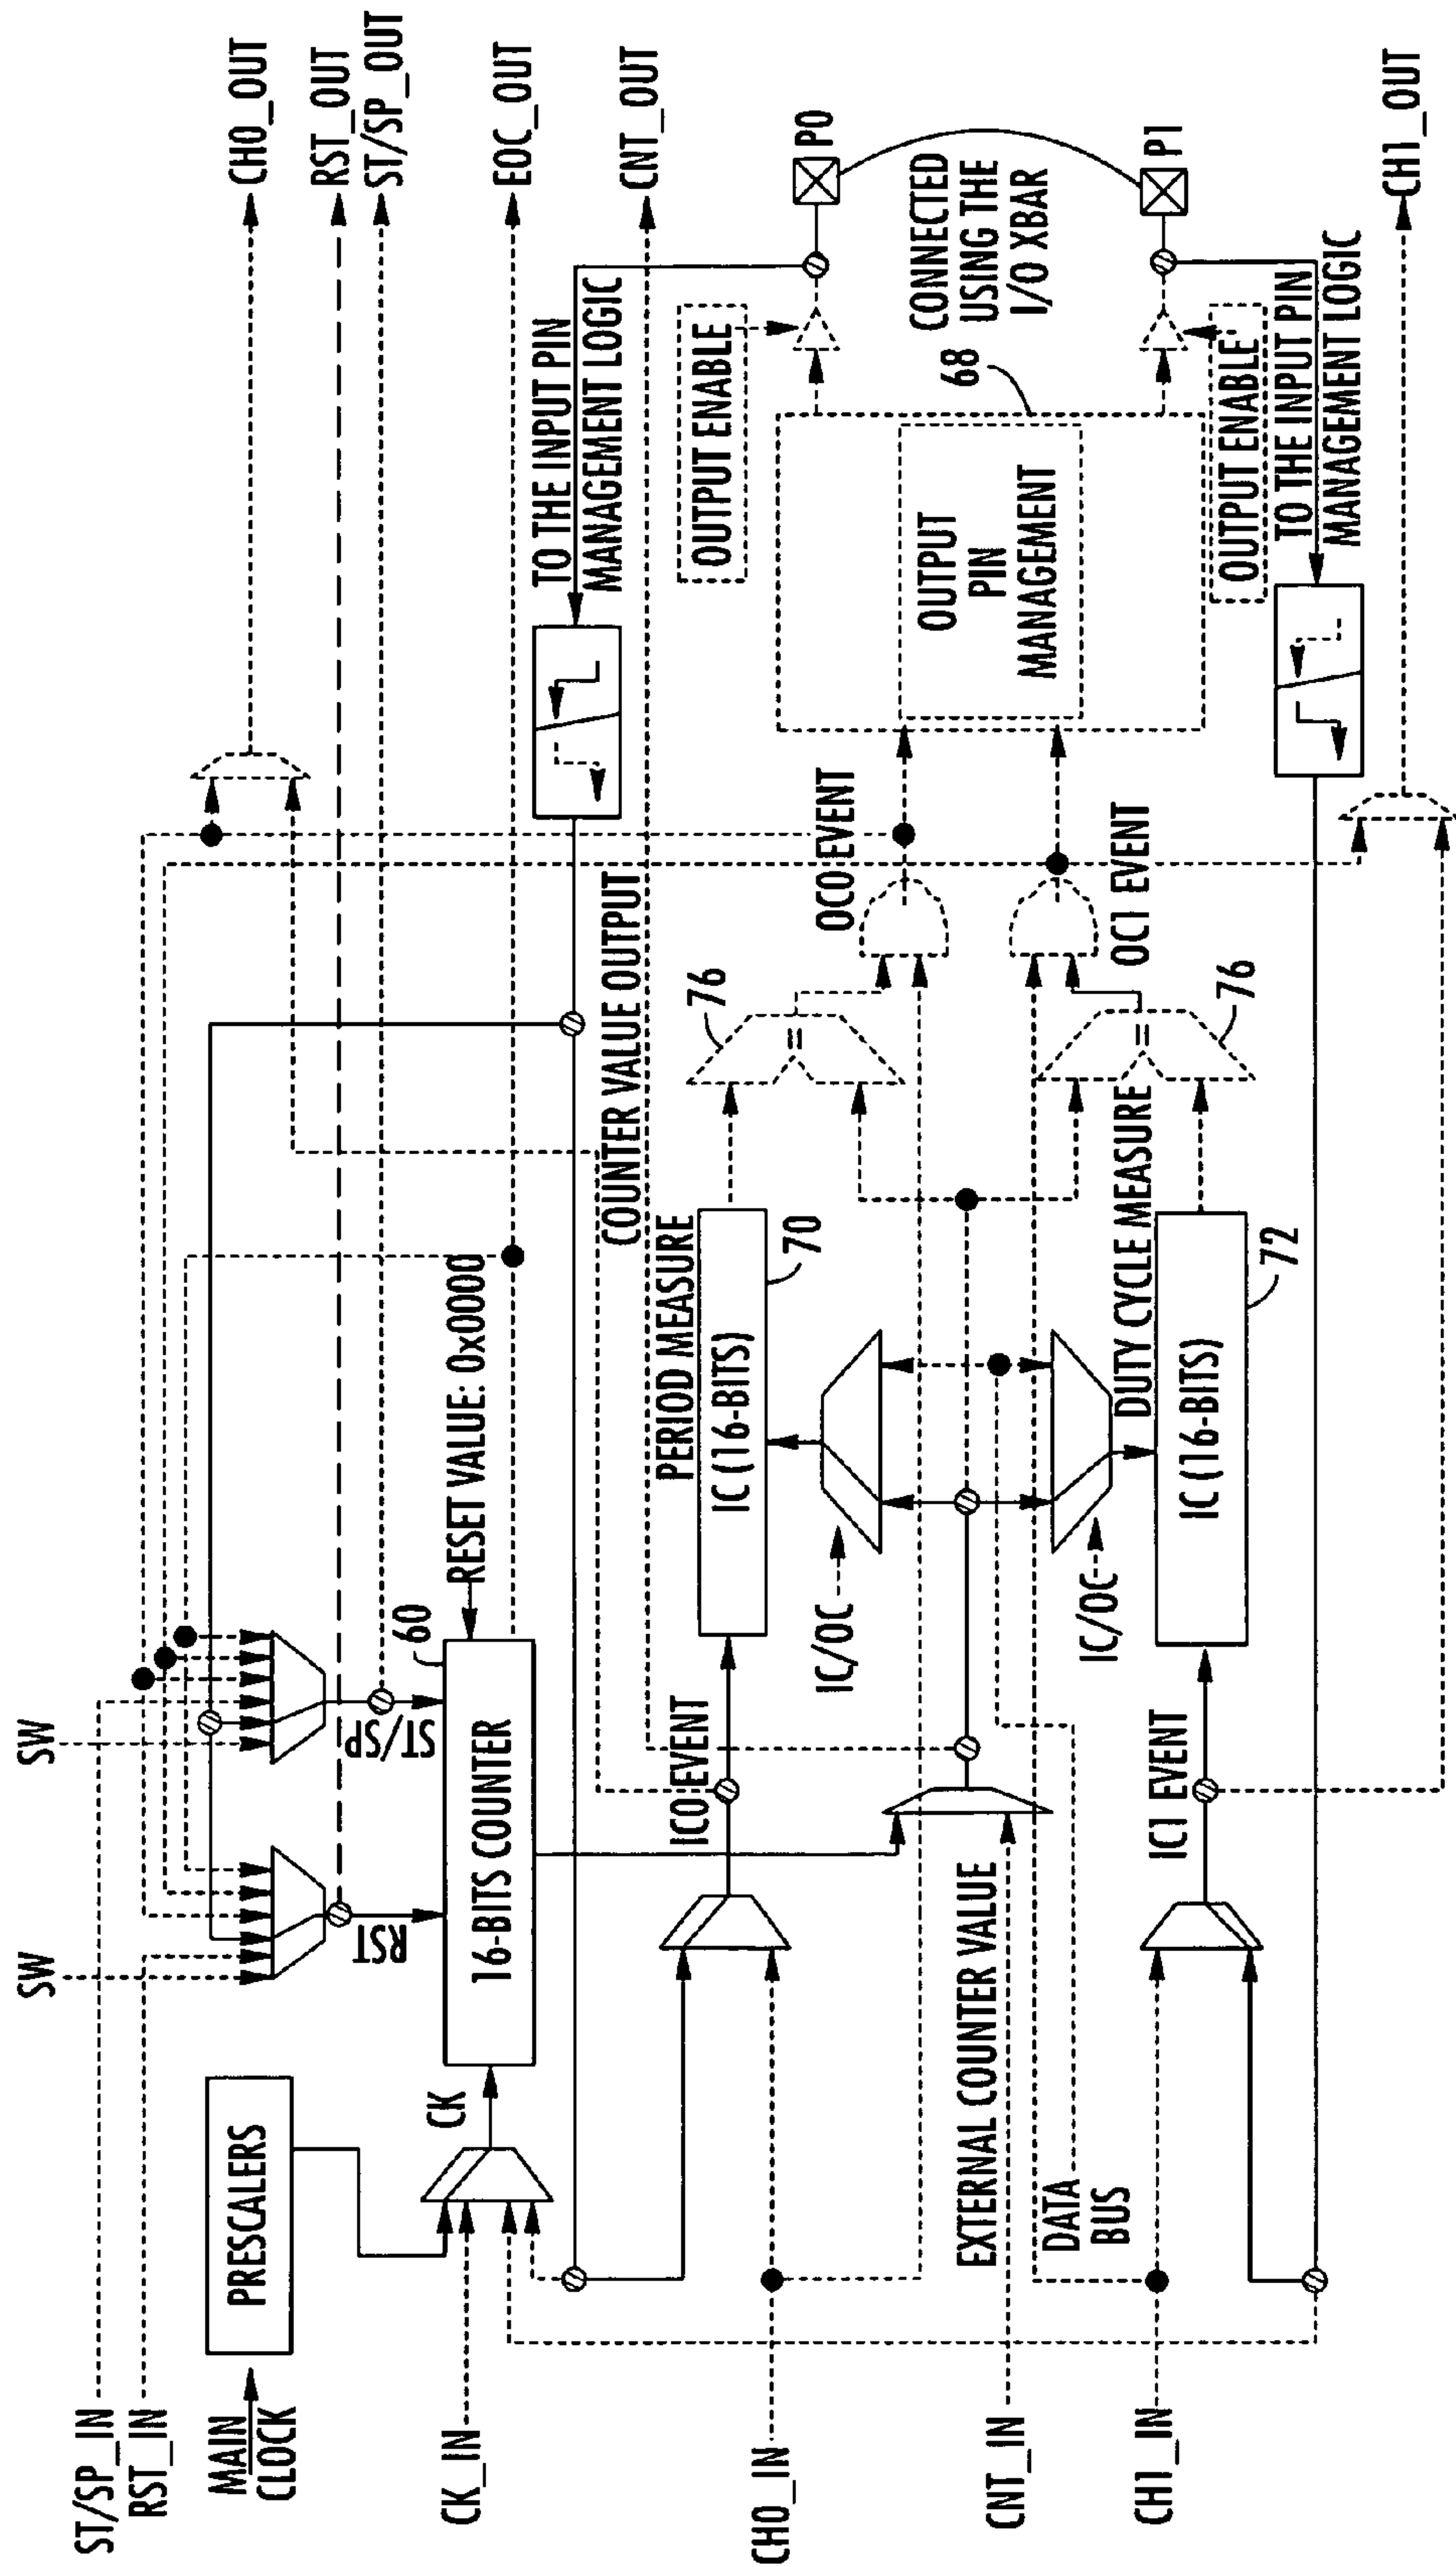 ST/SP_IN
RST_IN
MAIN
CLOCK
PRESCALERS
SW
SW
CH0_OUT
RST_OUT
ST/SP_OUT
EOC_OUT
CNT_OUT
RST
ST/SP
CK_IN
CK
16-BITS COUNTER
69
RESET VALUE: 0x0000
COUNTER VALUE OUTPUT
TO THE INPUT PIN
MANAGEMENT LOGIC
OUTPUT ENABLE
P0
CH0_IN
IC0 EVENT
PERIOD MEASURE
IC (16-BITS)
70
76
OC0 EVENT
IC/OC
OUTPUT
PIN
MANAGEMENT
68
CONNECTED
USING THE
I/O XBAR
EXTERNAL COUNTER VALUE
CNT_IN
DATA
BUS
IC/OC
OC1 EVENT
P1
CH1_IN
IC1 EVENT
DUTY CYCLE MEASURE
IC (16-BITS)
72
76
OUTPUT ENABLE
TO THE INPUT PIN
MANAGEMENT LOGIC
CH1_OUT